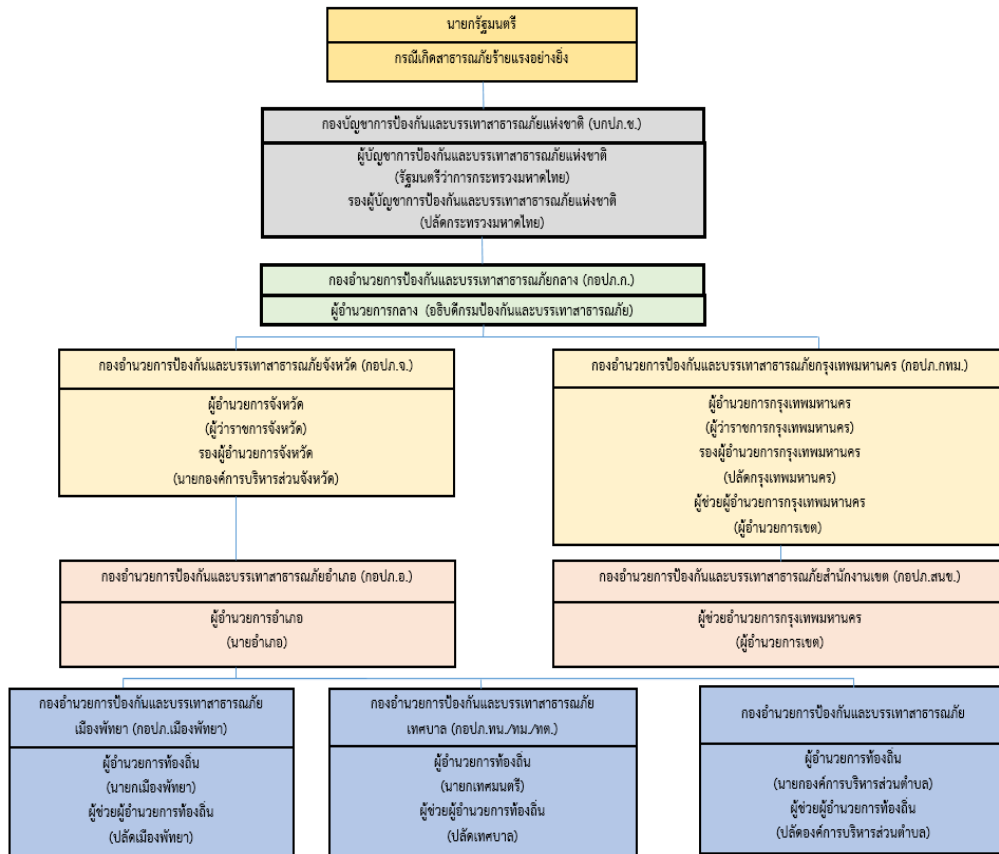 นายกรัฐมนตรี
กรณีเกิดสาธารณภัยร้ายแรงอย่างยิ่ง
กองบัญชาการป้องกันและบรรเทาสาธารณภัยแห่งชาติ (บกปภ.ช.)
ผู้บัญชาการป้องกันและบรรเทาสาธารณภัยแห่งชาติ
(รัฐมนตรีว่าการกระทรวงมหาดไทย)
รองผู้บัญชาการป้องกันและบรรเทาสาธารณภัยแห่งชาติ
(ปลัดกระทรวงมหาดไทย)
กองอำนวยการป้องกันและบรรเทาสาธารณภัยกลาง (กอปภ.ก.)
ผู้อำนวยการกลาง (อธิบดีกรมป้องกันและบรรเทาสาธารณภัย)
กองอำนวยการป้องกันและบรรเทาสาธารณภัยจังหวัด (กอปภ.จ.)
ผู้อำนวยการจังหวัด
(ผู้ว่าราชการจังหวัด)
รองผู้อำนวยการจังหวัด
(นายกองค์การบริหารส่วนจังหวัด)
กองอำนวยการป้องกันและบรรเทาสาธารณภัยกรุงเทพมหานคร (กอปภ.กทม.)
ผู้อำนวยการกรุงเทพมหานคร
(ผู้ว่าราชการกรุงเทพมหานคร)
รองผู้อำนวยการกรุงเทพมหานคร
(ปลัดกรุงเทพมหานคร)
ผู้ช่วยผู้อำนวยการกรุงเทพมหานคร
(ผู้อำนวยการเขต)
กองอำนวยการป้องกันและบรรเทาสาธารณภัยอำเภอ (กอปภ.อ.)
ผู้อำนวยการอำเภอ
(นายอำเภอ)
กองอำนวยการป้องกันและบรรเทาสาธารณภัยสำนักงานเขต (กอปภ.สนข.)
ผู้ช่วยอำนวยการกรุงเทพมหานคร
(ผู้อำนวยการเขต)
กองอำนวยการป้องกันและบรรเทาสาธารณภัย
เมืองพัทยา (กอปภ.เมืองพัทยา)
ผู้อำนวยการท้องถิ่น
(นายกเมืองพัทยา)
ผู้ช่วยผู้อำนวยการท้องถิ่น
(ปลัดเมืองพัทยา)
กองอำนวยการป้องกันและบรรเทาสาธารณภัย
เทศบาล (กอปภ.ทน./ทม./ทต.)
ผู้อำนวยการท้องถิ่น
(นายกเทศมนตรี)
ผู้ช่วยผู้อำนวยการท้องถิ่น
(ปลัดเทศบาล)
กองอำนวยการป้องกันและบรรเทาสาธารณภัย
ผู้อำนวยการท้องถิ่น
(นายกองค์การบริหารส่วนตำบล)
ผู้ช่วยผู้อำนวยการท้องถิ่น
(ปลัดองค์การบริหารส่วนตำบล)